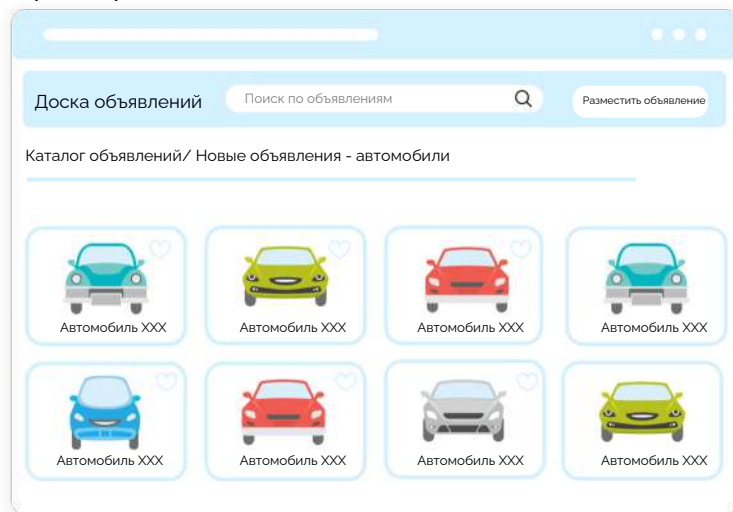 Доска объявлений
Поиск по объявлениям
Разместить объявление
Каталог объявлений/ Новые объявления - автомобили
Автомобиль XXX
Автомобиль XXX
Автомобиль XXX
Автомобиль XXX
Автомобиль XXX
Автомобиль XXX
Автомобиль XXX
Автомобиль XXX